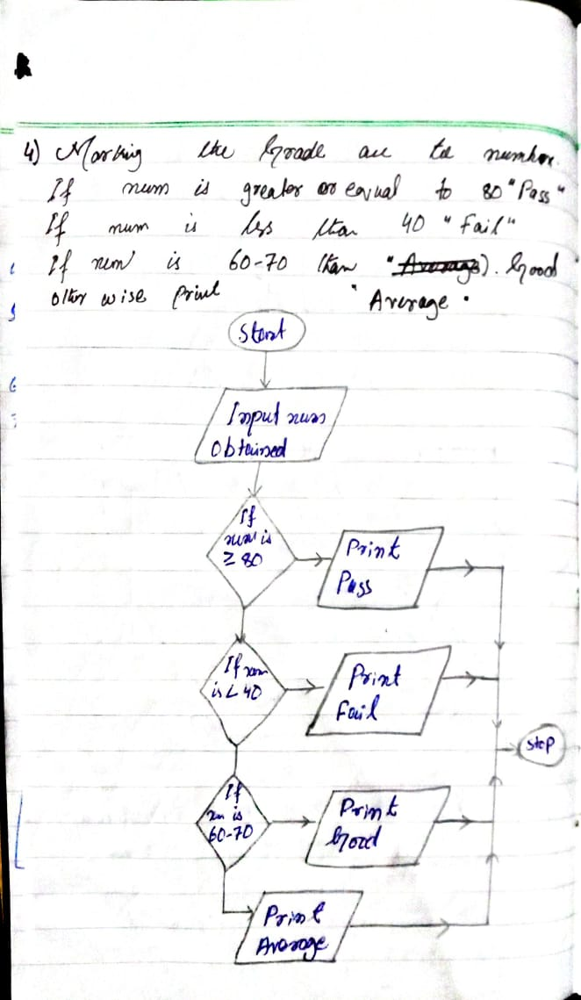 4) Marking the Grade acc to number.
If num is greater or equal to 80 "Pass"
If num is less than 40 "Fail"
If num is 60-70 than "Average). Good
other wise print "Average".
Start
Input num
Obtained
If
num is
≥ 80
Print
Pass
If num
is < 40
Print
Fail
Stop
If
num is
60-70
Print
Good
Print
Avarage